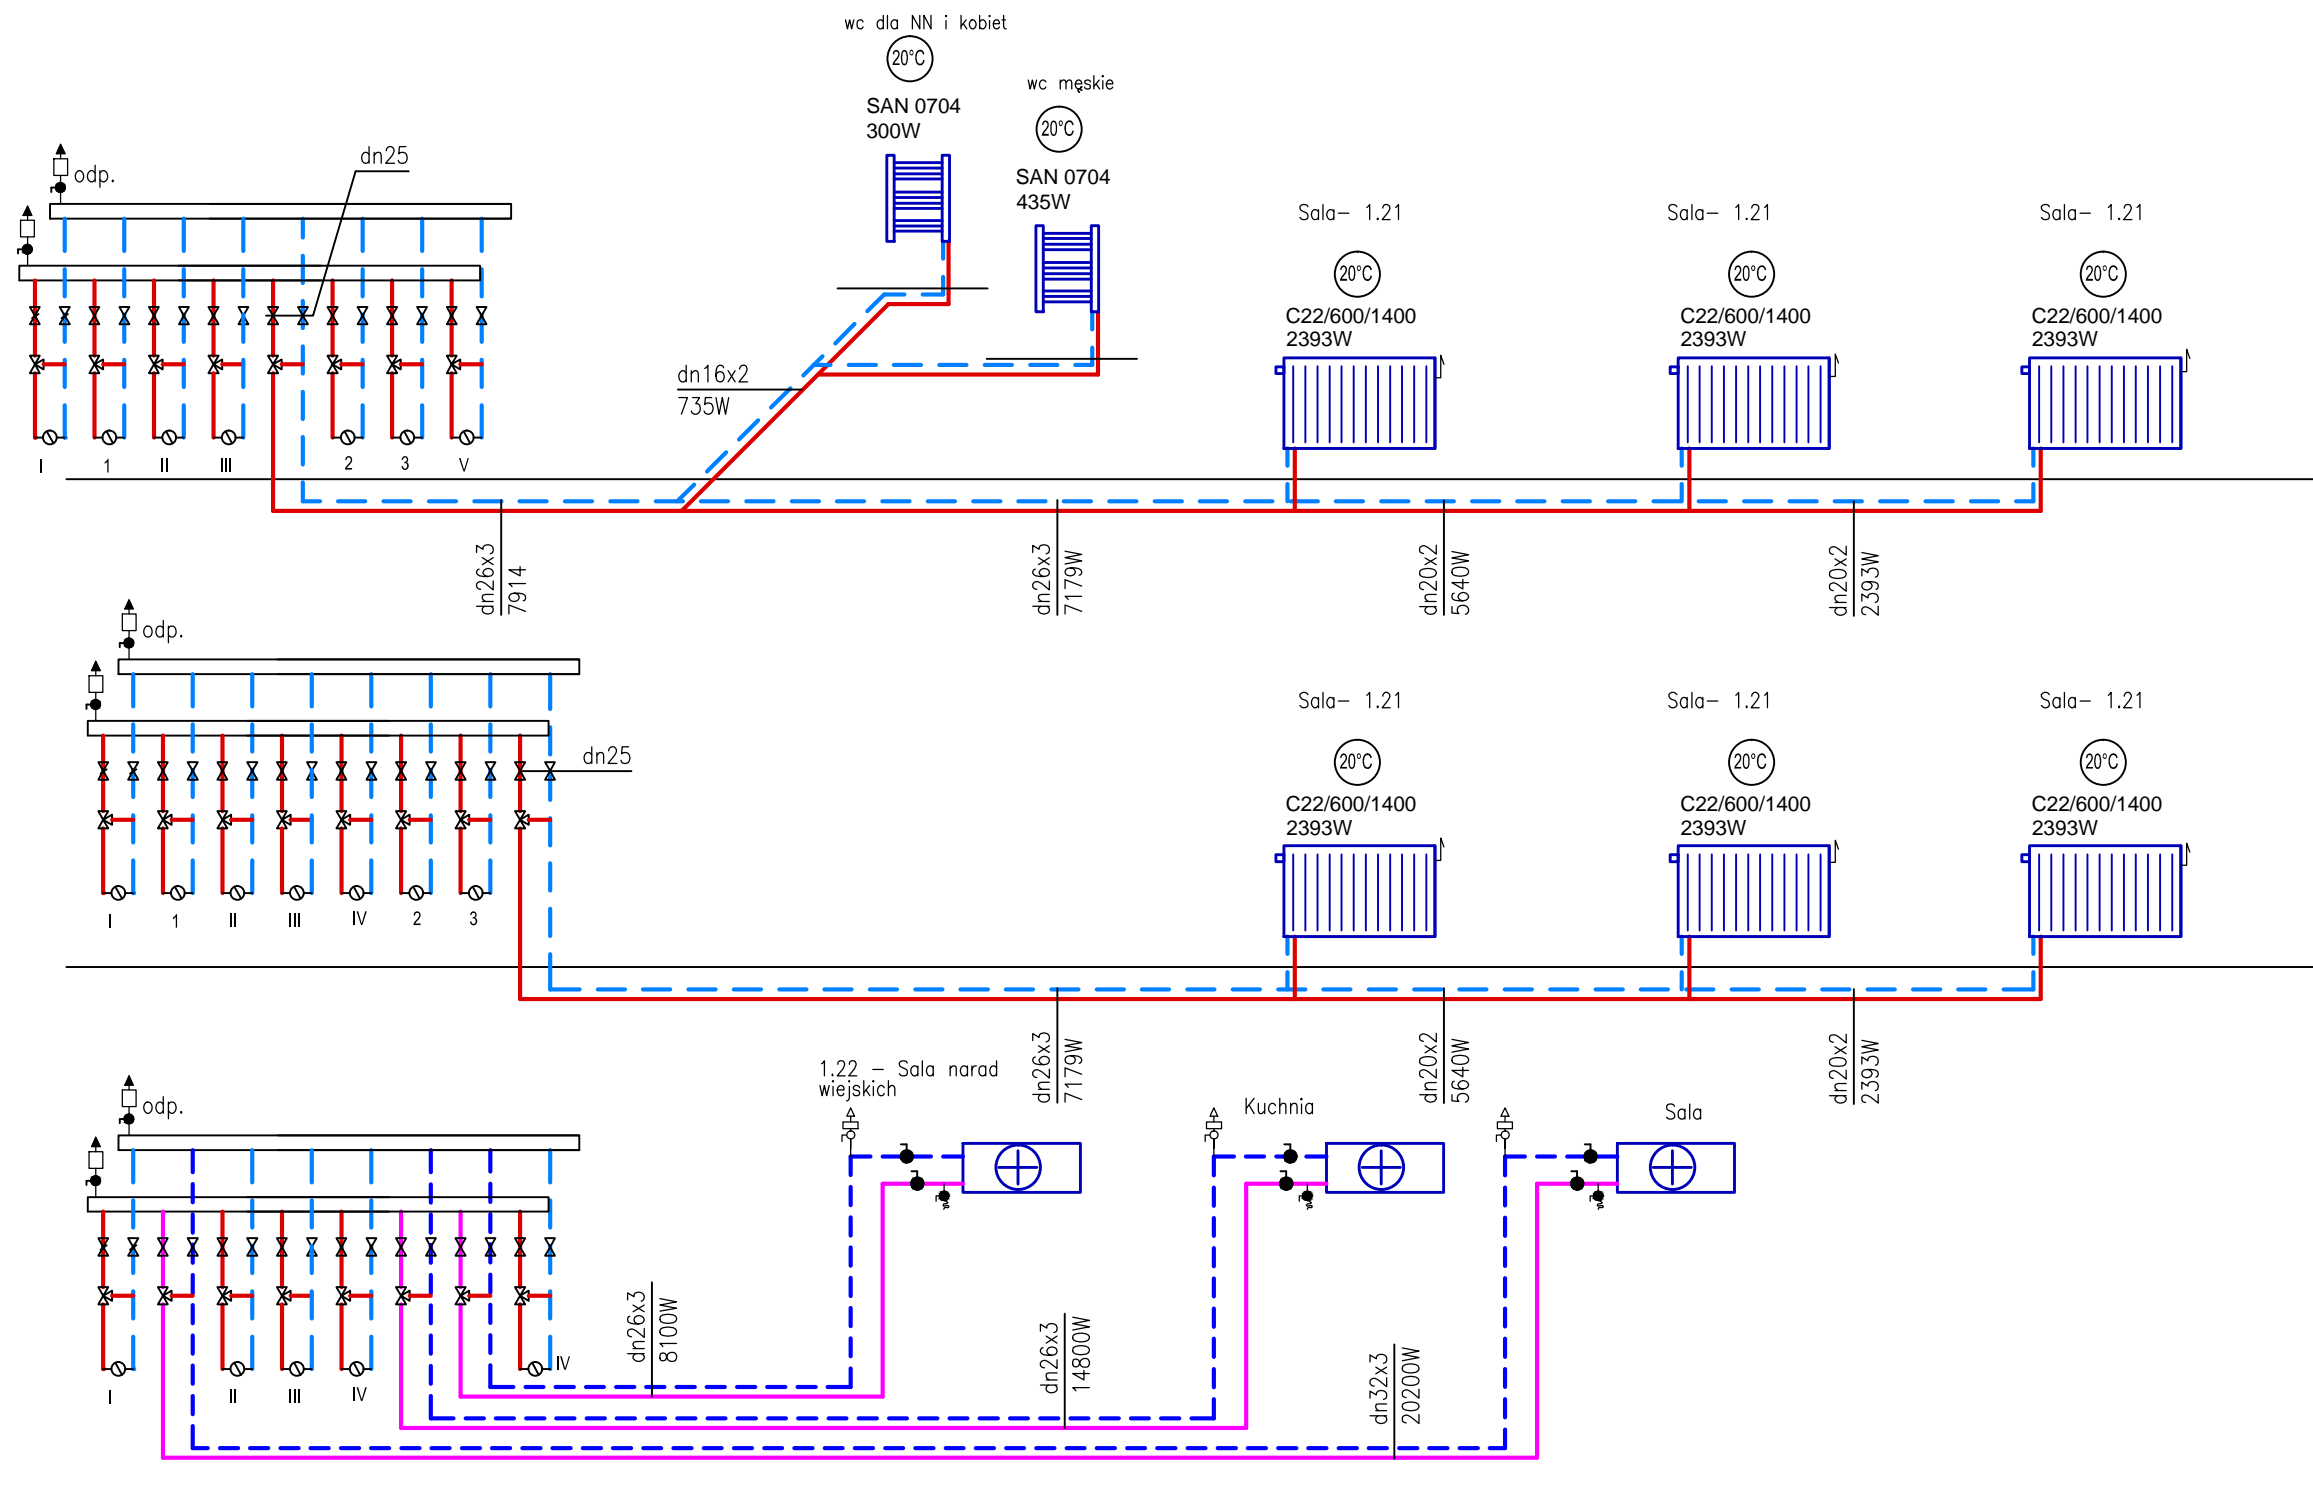 wc dla NN i kobiet
20°C
SAN 0704
300W
wc męskie
20°C
SAN 0704
435W
odp.
dn25
dn16x2
735W
Sala- 1.21
Sala- 1.21
Sala- 1.21
20°C
20°C
20°C
C22/600/1400
2393W
C22/600/1400
2393W
C22/600/1400
2393W
I
1
II
III
2
3
V
dn26x3
7914
dn26x3
7179W
dn20x2
5640W
dn20x2
2393W
odp.
dn25
Sala- 1.21
Sala- 1.21
Sala- 1.21
20°C
20°C
20°C
C22/600/1400
2393W
C22/600/1400
2393W
C22/600/1400
2393W
I
1
II
III
IV
2
3
dn26x3
7179W
dn20x2
5640W
dn20x2
2393W
odp.
1.22 - Sala narad
wiejskich
Kuchnia
Sala
I
II
III
IV
IV
dn26x3
8100W
dn26x3
14800W
dn32x3
20200W